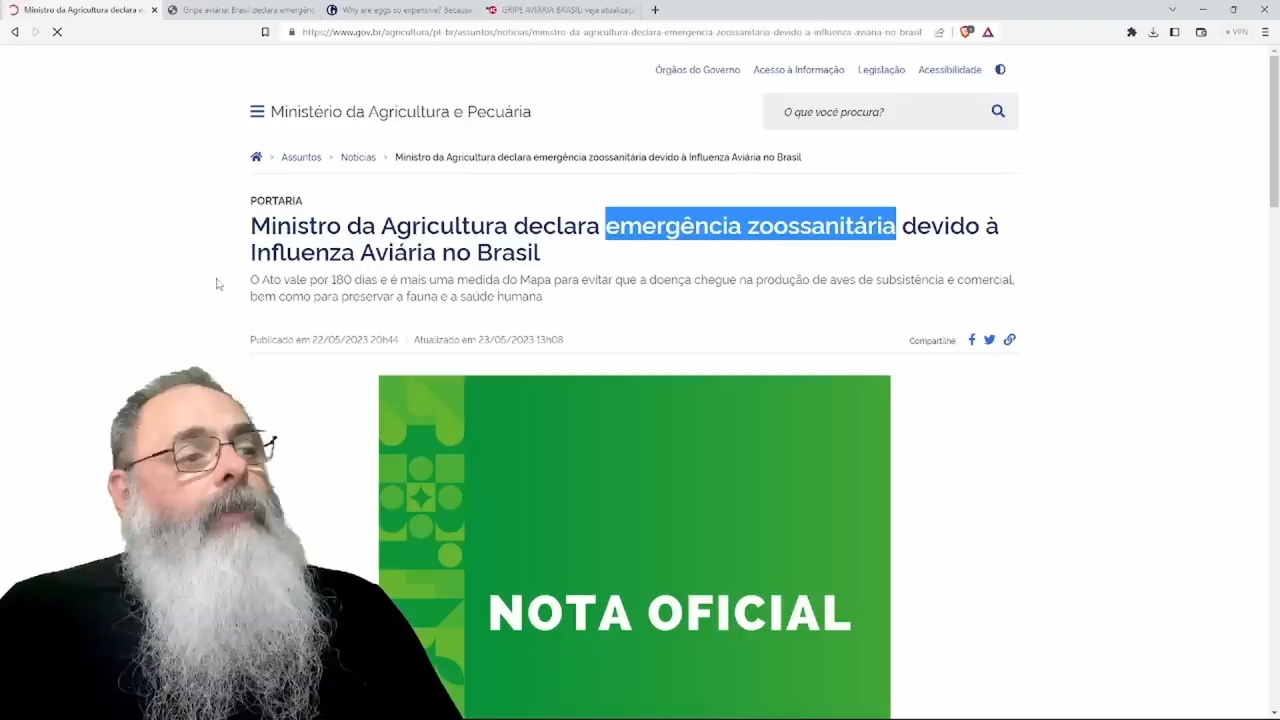 Ministro da Agricultura declara e
Gripe aviária: Brasil declara emergênc
Why are eggs so expensive? Because
GRIPE AVIÁRIA BRASIL: veja atualizaçõ
https://www.gov.br/agricultura/pt-br/assuntos/noticias/ministro-da-agricultura-declara-emergencia-zoossanitaria-devido-a-influenza-aviaria-no-brasil
VPN
Órgãos do Governo Acesso à Informação Legislação Acessibilidade
Ministério da Agricultura e Pecuária
O que você procura?
Assuntos > Notícias > Ministro da Agricultura declara emergência zoossanitária devido à Influenza Aviária no Brasil
PORTARIA
Ministro da Agricultura declara emergência zoossanitária devido à
Influenza Aviária no Brasil
O Ato vale por 180 dias e é mais uma medida do Mapa para evitar que a doença chegue na produção de aves de subsistência e comercial,
bem como para preservar a fauna e a saúde humana
Publicado em 22/05/2023 20h44 Atualizado em 23/05/2023 13h08
Compartilhe:
NOTA OFICIAL